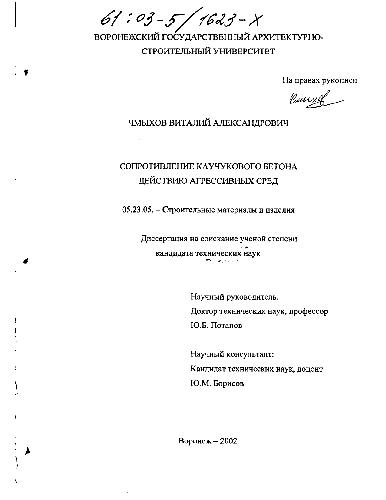 61:03-5/1623-X
ВОРОНЕЖСКИЙ ГОСУДАРСТВЕННЫЙ АРХИТЕКТУРНО-
СТРОИТЕЛЬНЫЙ УНИВЕРСИТЕТ
На правах рукописи
ЧМЫХОВ ВИТАЛИЙ АЛЕКСАНДРОВИЧ
СОПРОТИВЛЕНИЕ КАУЧУКОВОГО БЕТОНА
ДЕЙСТВИЮ АГРЕССИВНЫХ СРЕД
05.23.05. – Строительные материалы и изделия
Диссертация на соискание ученой степени
кандидата технических наук
Научный руководитель:
Доктор технических наук, профессор
Ю.Б. Потапов
Научный консультант:
Кандидат технических наук, доцент
Ю.М. Борисов
Воронеж – 2002